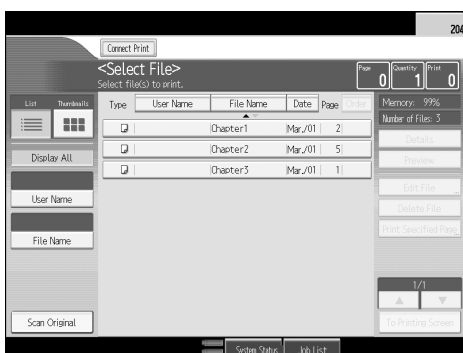 204
Connect Print
<Select File>
Select file(s) to print.
Page Quantity Print
0 1 0
List Thumbnails
Type User Name File Name Date Page Order
Memory: 99%
Number of Files: 3
Chapter1 Mar./01 2
Chapter2 Mar./01 5
Chapter3 Mar./01 1
Details
Preview
Display All
Edit File
Delete File
Print Specified Page
User Name
File Name
1/1
Scan Original
To Printing Screen
System Status Job List